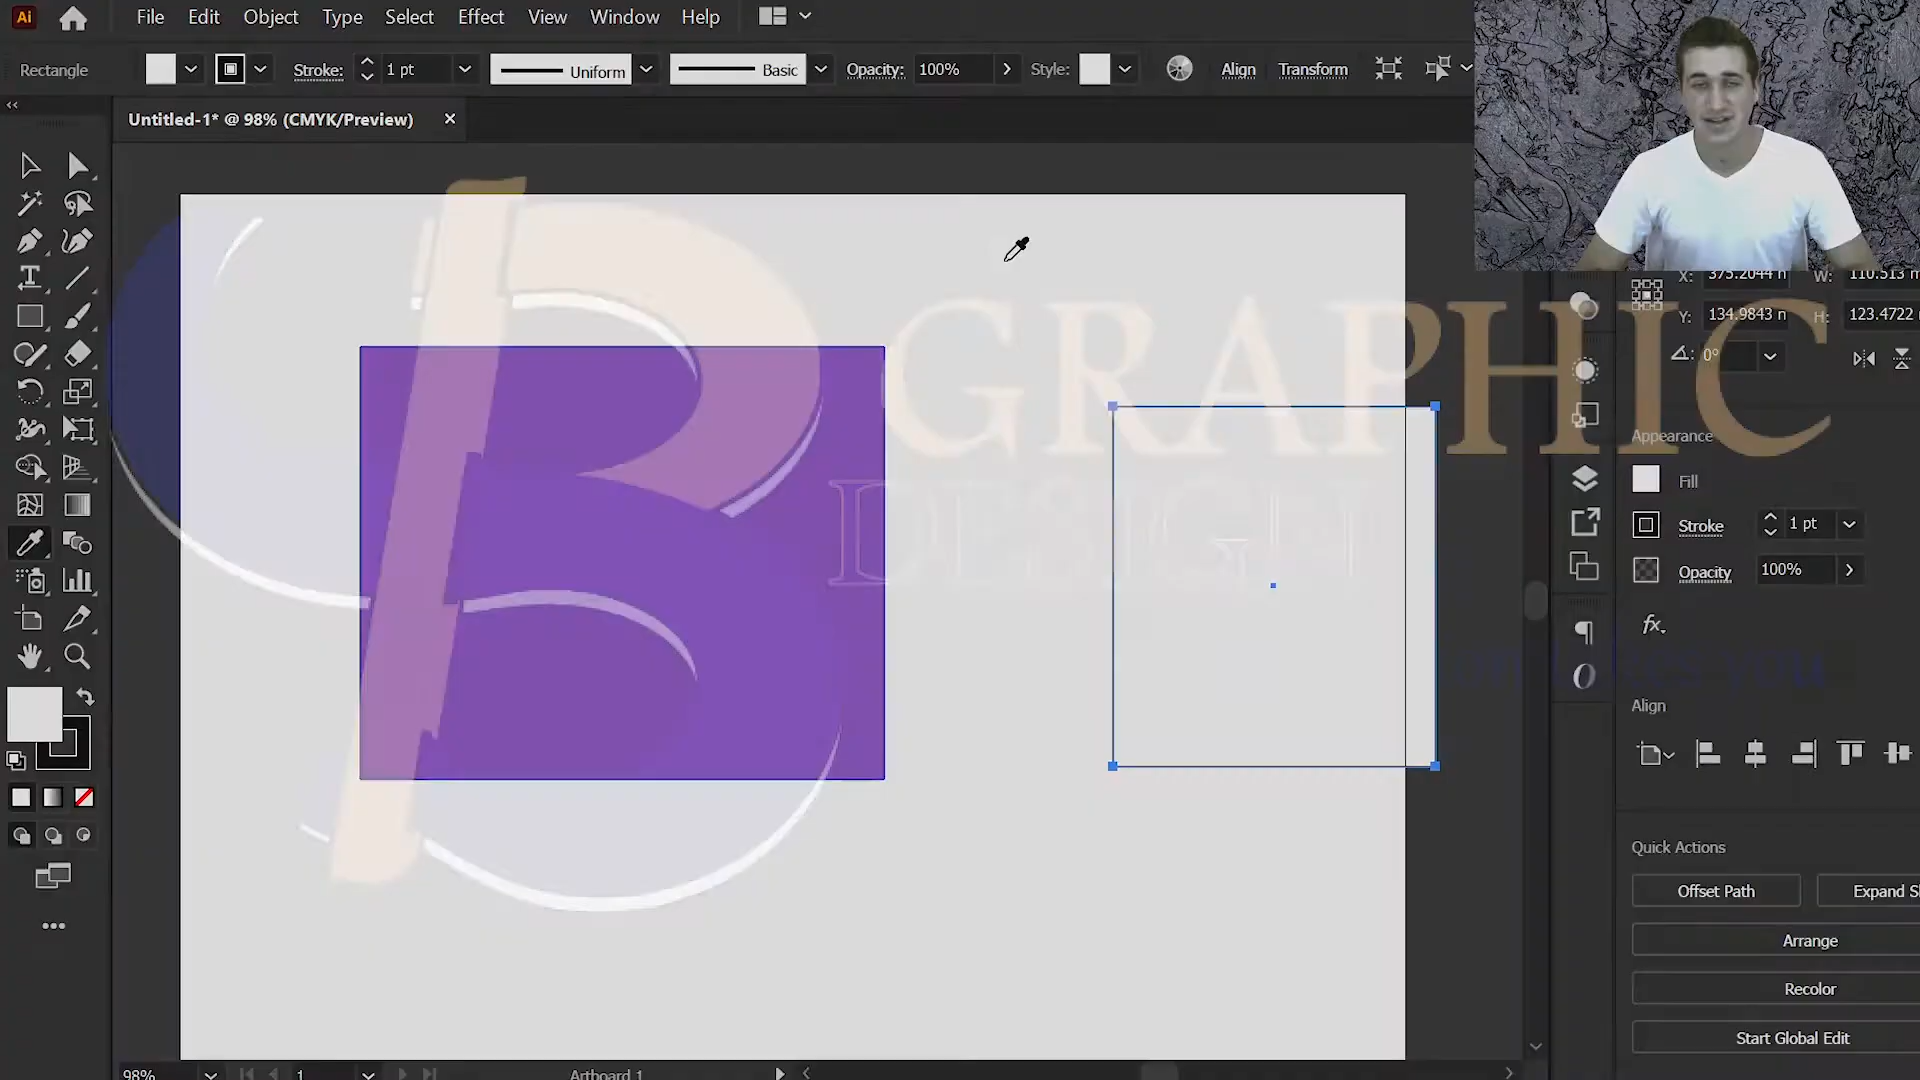 Ai File Edit Object Type Select Effect View Window Help
Rectangle Stroke: 1 pt Uniform Basic Opacity: 100% Style: Align Transform
Untitled-1* @ 98% (CMYK/Preview)
X: 375.2044 W: 110.513
Y: 134.9843 H: 123.4722
0°
GRAPHIC
DESIGN
Appearance
Fill
Stroke 1 pt
Opacity 100%
fx
takes you
Align
Quick Actions
Offset Path Expand
Arrange
Recolor
Start Global Edit
98% 1 Artboard 1